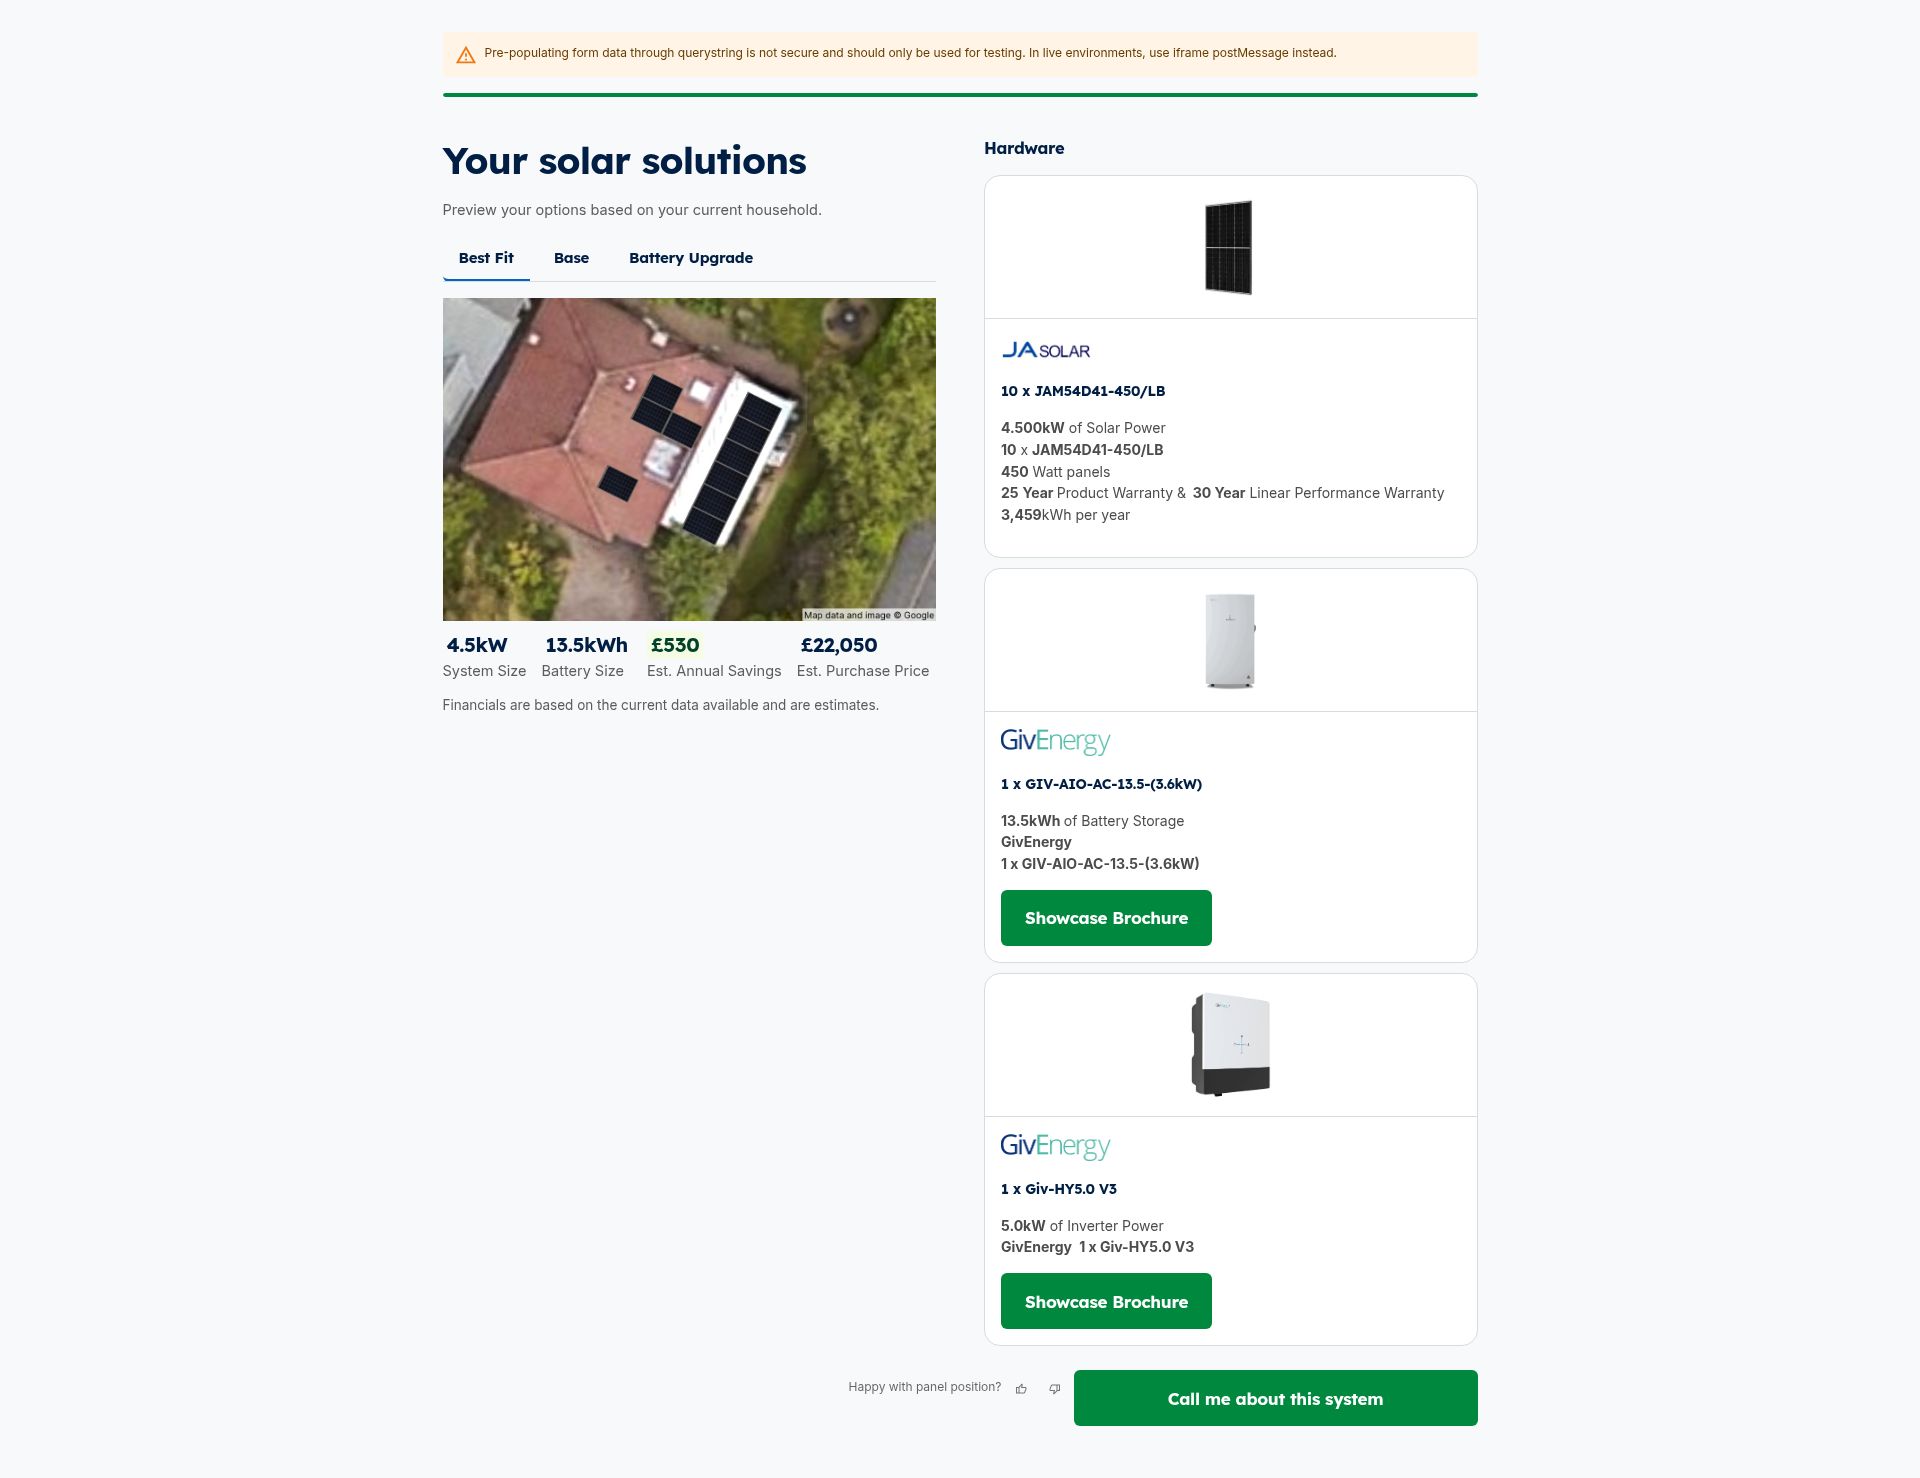 Pre-populating form data through querystring is not secure and should only be used for testing. In live environments, use iframe postMessage instead.
Your solar solutions
Preview your options based on your current household.
Best Fit
Base
Battery Upgrade
Map data and image © Google
4.5kW
System Size
13.5kWh
Battery Size
£530
Est. Annual Savings
£22,050
Est. Purchase Price
Financials are based on the current data available and are estimates.
Hardware
JA SOLAR
10 x JAM54D41-450/LB
4.500kW of Solar Power
10 x JAM54D41-450/LB
450 Watt panels
25 Year Product Warranty & 30 Year Linear Performance Warranty
3,459kWh per year
GivEnergy
1 x GIV-AIO-AC-13.5-(3.6kW)
13.5kWh of Battery Storage
GivEnergy
1 x GIV-AIO-AC-13.5-(3.6kW)
Showcase Brochure
GivEnergy
1 x Giv-HY5.0 V3
5.0kW of Inverter Power
GivEnergy 1 x Giv-HY5.0 V3
Showcase Brochure
Happy with panel position?
Call me about this system